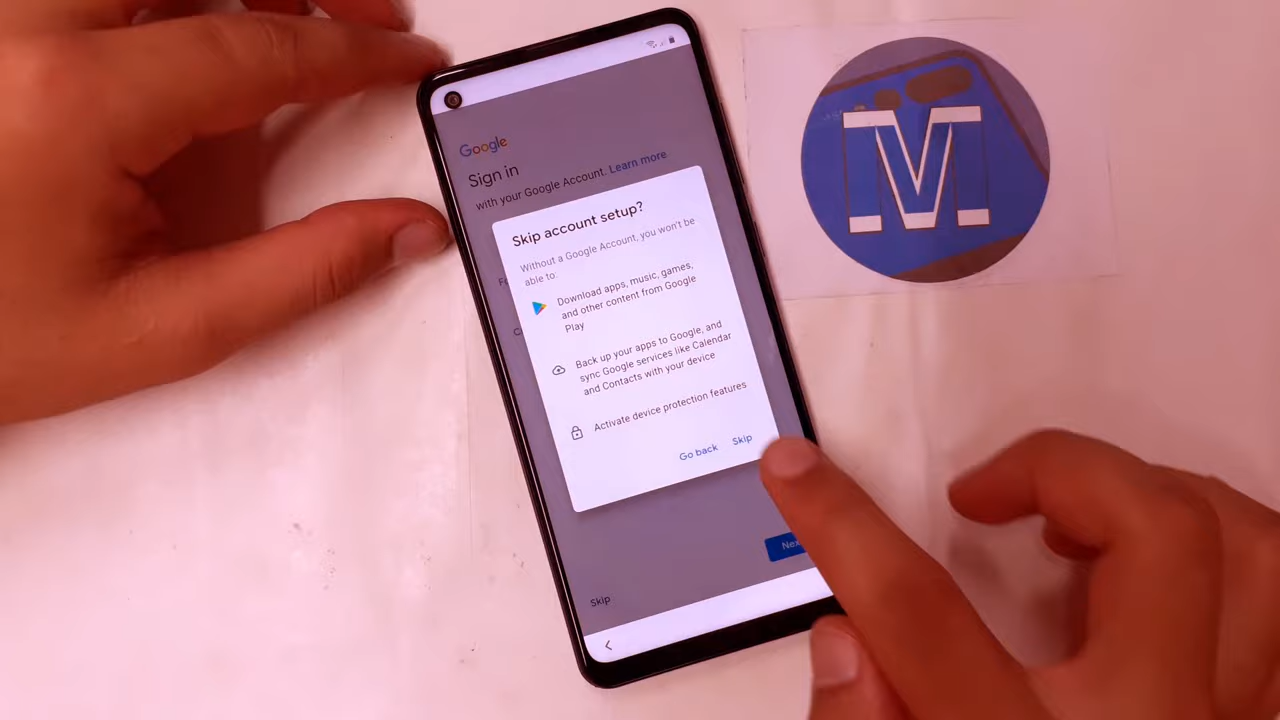 Google
Sign in
with your Google Account. Learn more
Skip account setup?
Without a Google Account, you won't be
able to:
Download apps, music, games,
and other content from Google
Play
Back up your apps to Google, and
sync Google services like Calendar
and Contacts with your device
Activate device protection features
Go back Skip
Skip
M